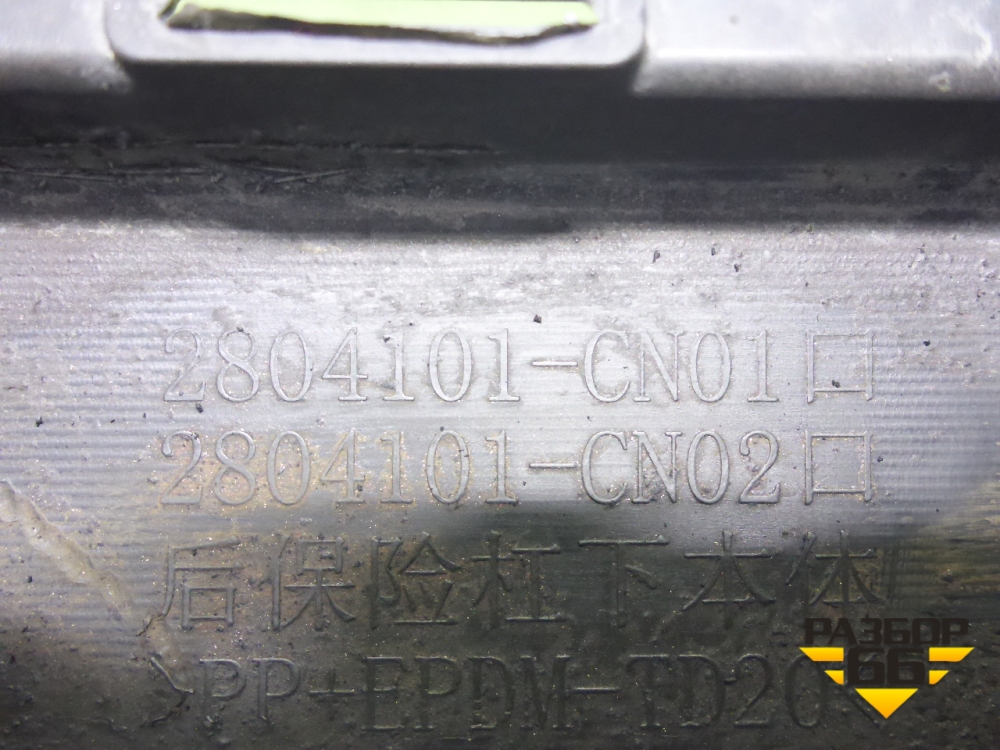 2804101-CN01口
2804101-CN02口
后保险杠下本体
>PP+EPDM-TD20
РАЗБОР
66